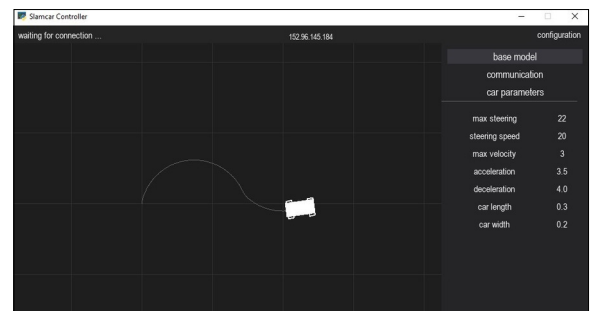 Slamcar Controller
waiting for connection ... 152.96.145.184 configuration
base model
communication
car parameters
max steering 22
steering speed 20
max velocity 3
acceleration 3.5
deceleration 4.0
car length 0.3
car width 0.2